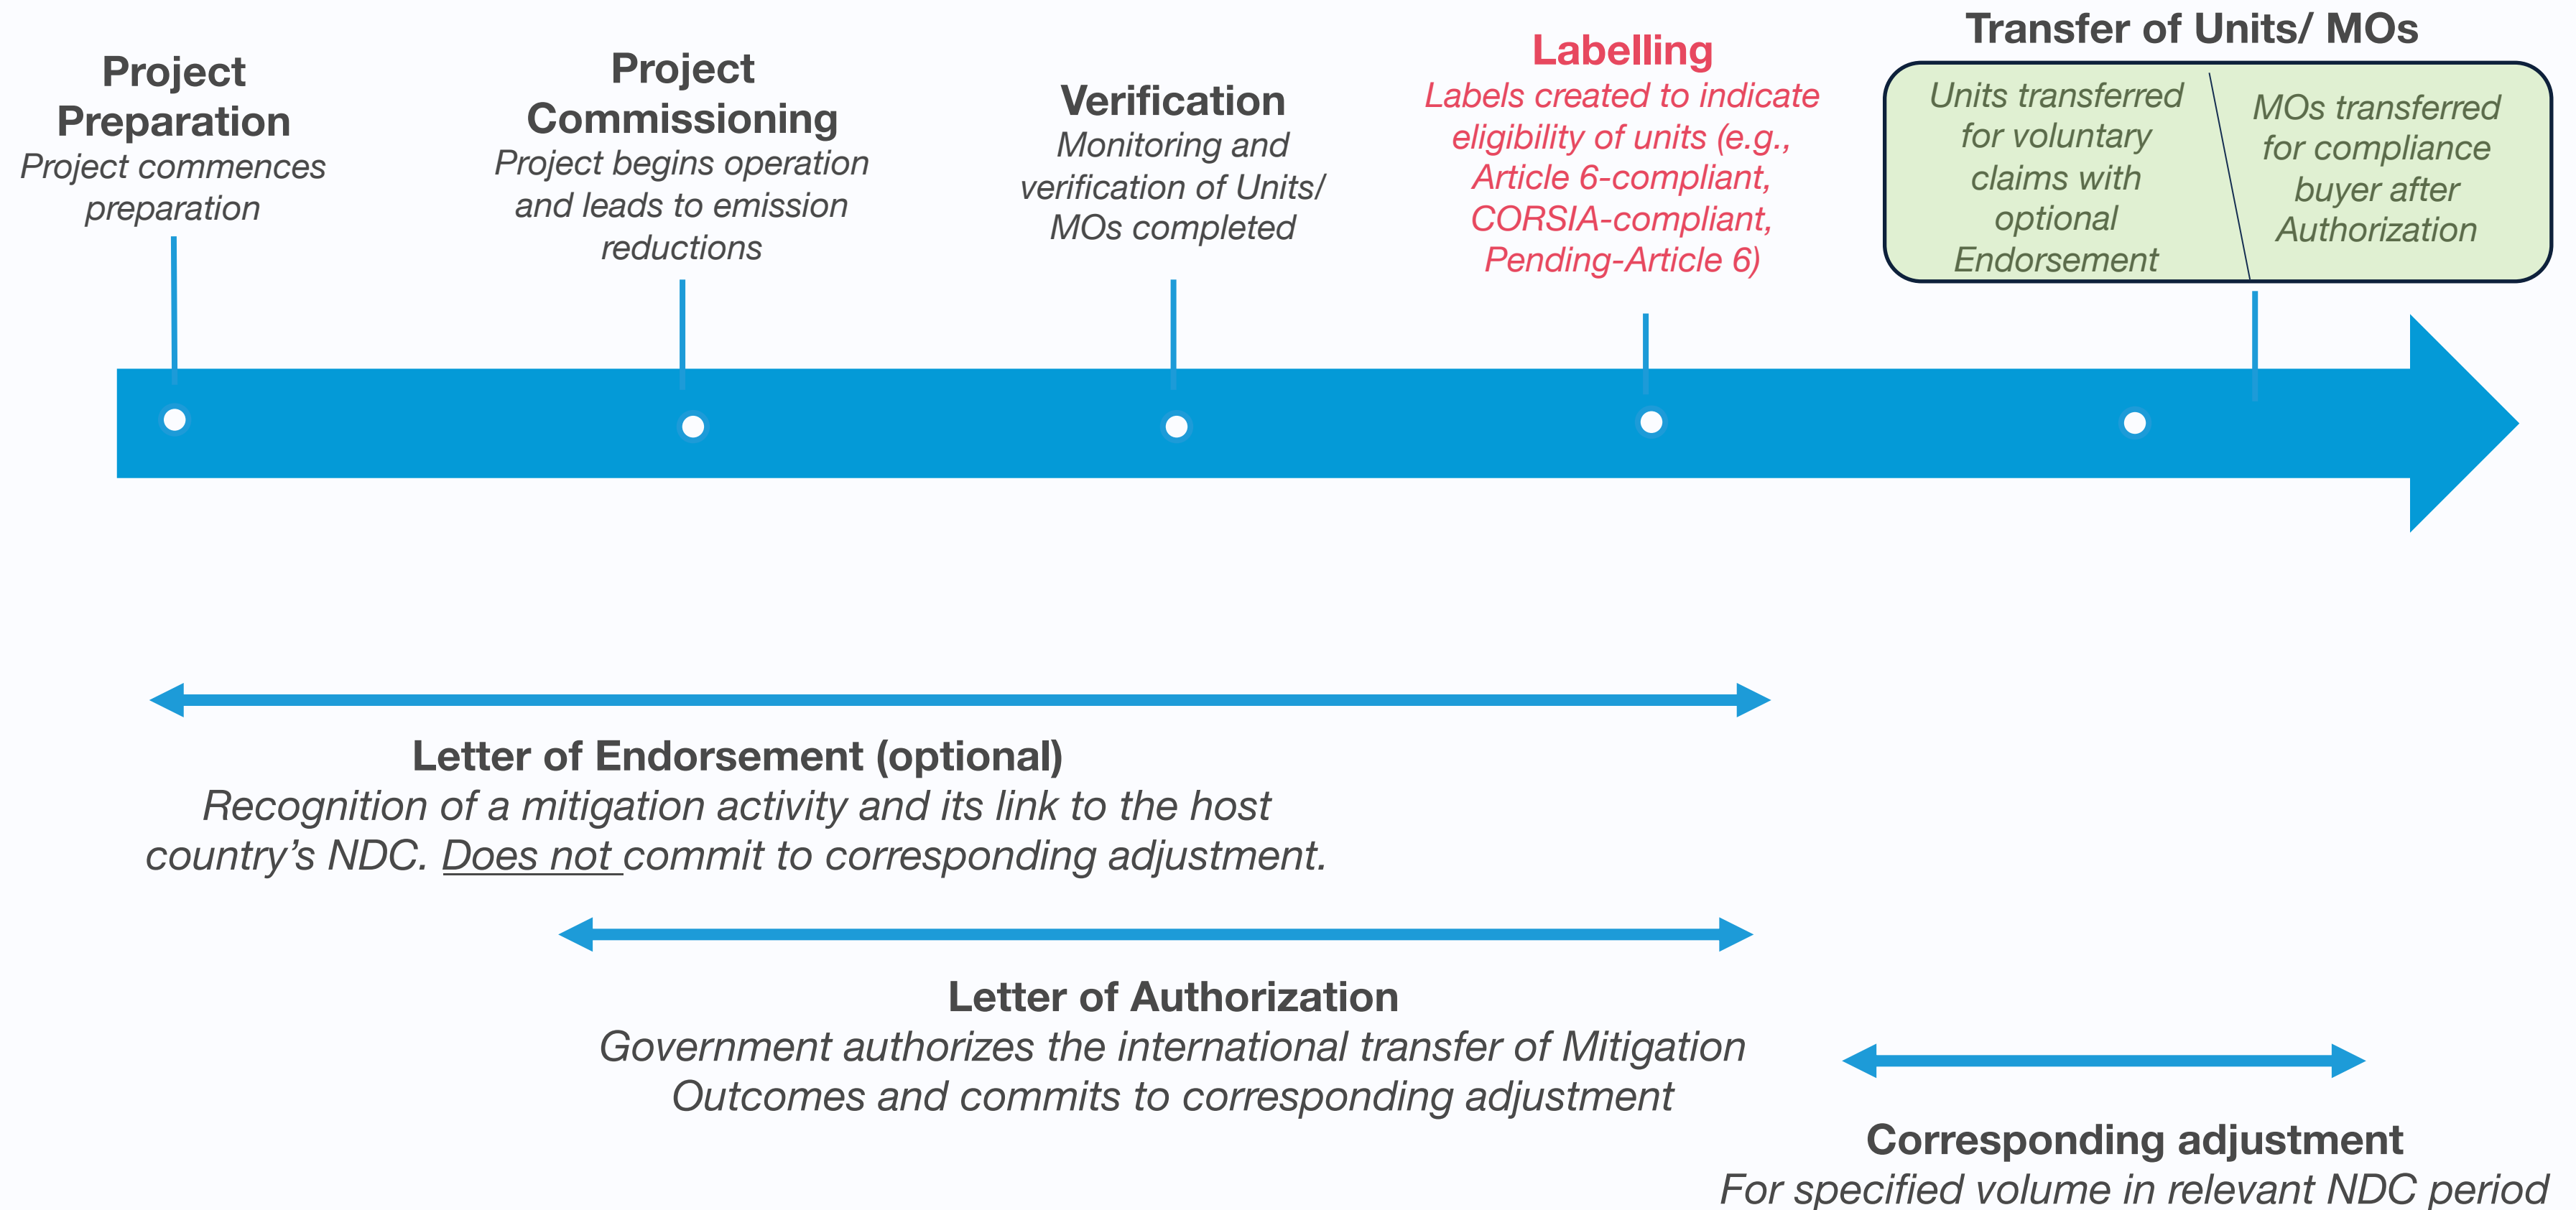 Project
Preparation
Project commences
preparation
Project
Commissioning
Project begins operation
and leads to emission
reductions
Verification
Monitoring and
verification of Units/
MOs completed
Labelling
Labels created to indicate
eligibility of units (e.g.,
Article 6-compliant,
CORSIA-compliant,
Pending-Article 6)
Transfer of Units/ MOs
Units transferred
for voluntary
claims with
optional
Endorsement
MOs transferred
for compliance
buyer after
Authorization
Letter of Endorsement (optional)
Recognition of a mitigation activity and its link to the host
country’s NDC. Does not commit to corresponding adjustment.
Letter of Authorization
Government authorizes the international transfer of Mitigation
Outcomes and commits to corresponding adjustment
Corresponding adjustment
For specified volume in relevant NDC period